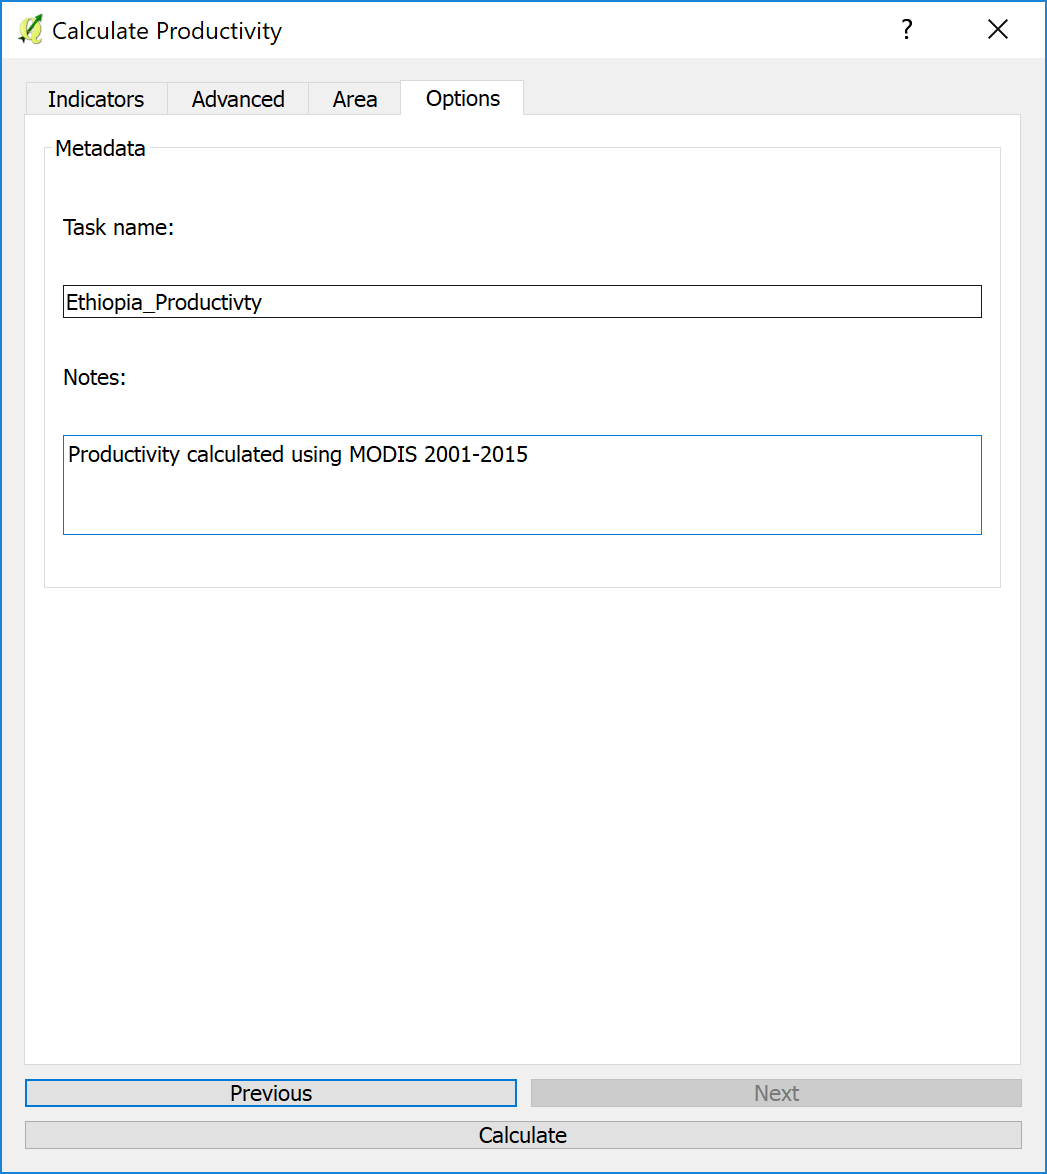 Calculate Productivity
?
Indicators
Advanced
Area
Options
Metadata
Task name:
Ethiopia_Productivty
Notes:
Productivity calculated using MODIS 2001-2015
Previous
Next
Calculate